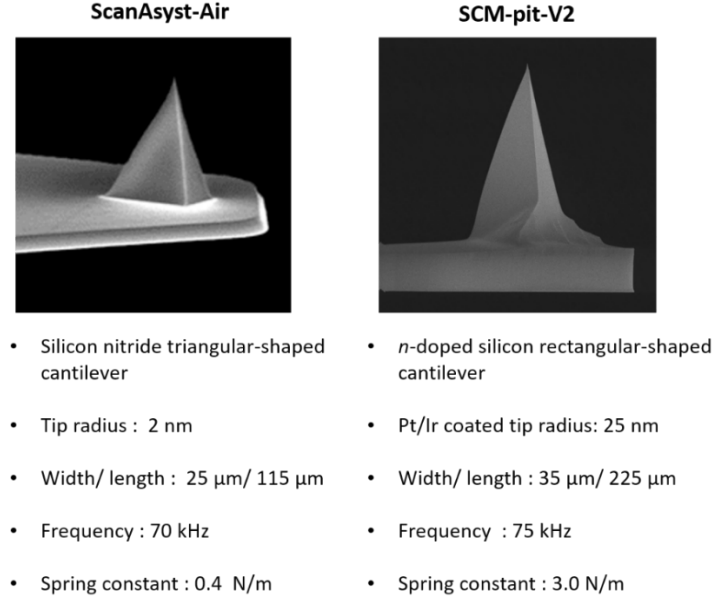 ScanAsyst-Air
SCM-pit-V2
• Silicon nitride triangular-shaped
cantilever
• Tip radius : 2 nm
• Width/ length : 25 μm/ 115 μm
• Frequency : 70 kHz
• Spring constant : 0.4 N/m
• n-doped silicon rectangular-shaped
cantilever
• Pt/Ir coated tip radius: 25 nm
• Width/ length : 35 μm/ 225 μm
• Frequency : 75 kHz
• Spring constant : 3.0 N/m